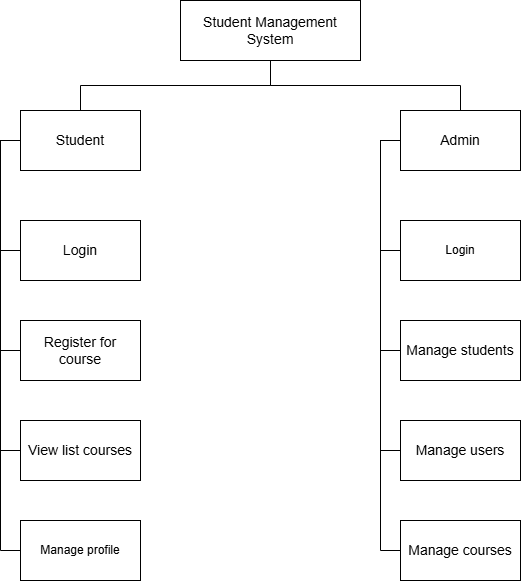 Student Management
System
Student
Admin
Login
Login
Register for
course
Manage students
View list courses
Manage users
Manage profile
Manage courses